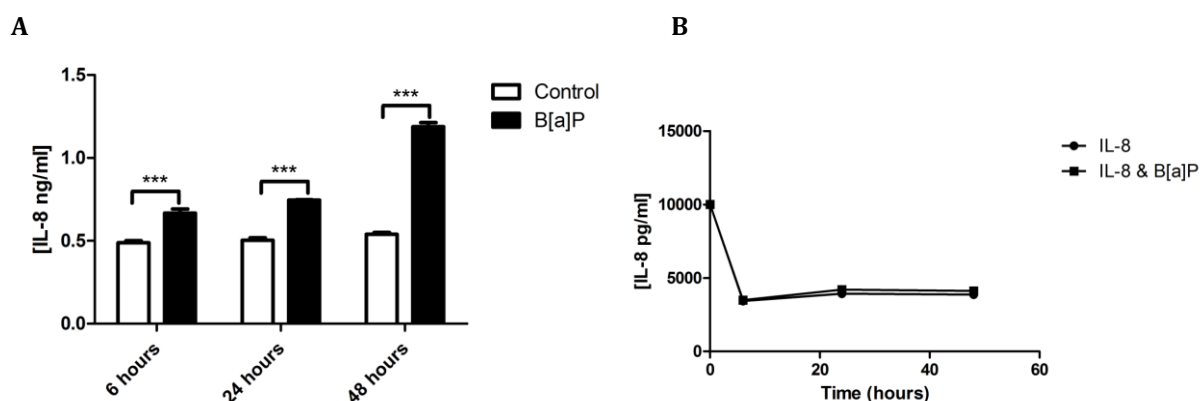 A
[IL-8 ng/ml]
1.5
1.0
0.5
0.0
***
***
***
6 hours
24 hours
48 hours
Control
B[a]P
B
[IL-8 pg/ml]
15000
10000
5000
0
0
20
40
60
Time (hours)
IL-8
IL-8 & B[a]P